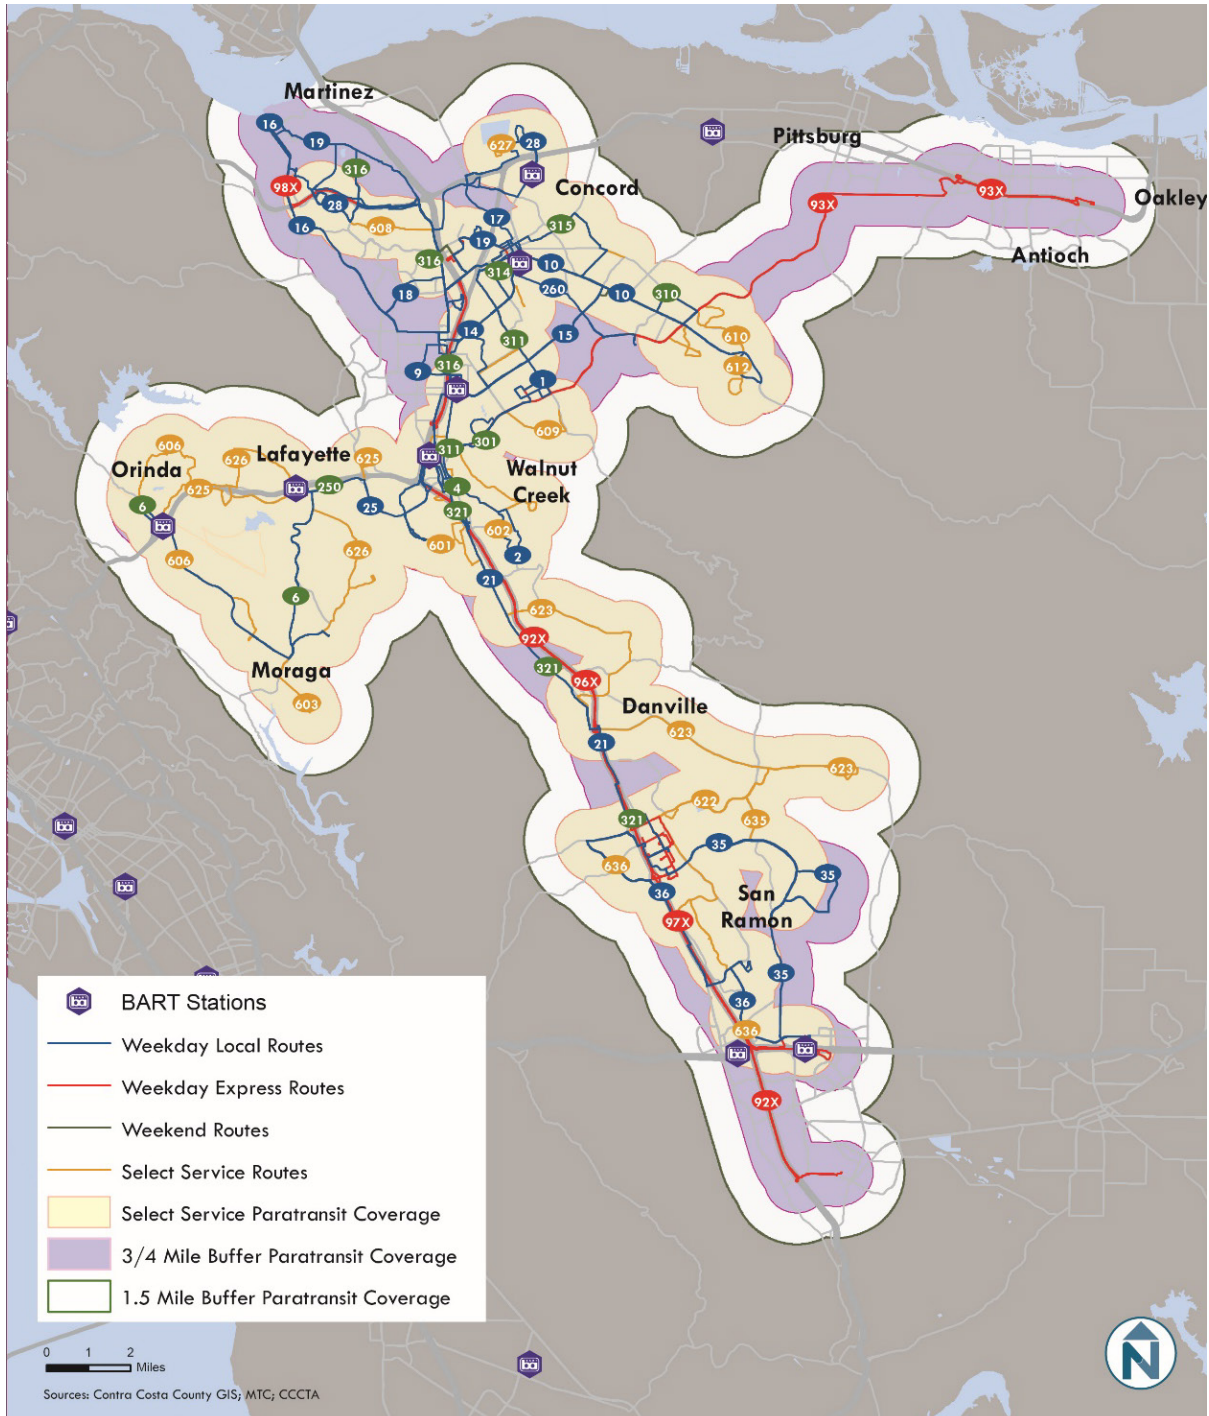 Martinez
16
19
627
28
Pittsburg
316
98X
28
Concord
93X
93X
Oakley
16
608
17
315
19
316
314
10
Antioch
18
260
10
310
14
15
311
610
316
612
9
1
609
606
626
Lafayette
625
311
301
Orinda
Walnut
Creek
625
250
4
6
25
321
602
601
2
606
626
21
6
623
92X
321
Moraga
96X
603
Danville
623
21
623
622
321
635
35
636
35
36
San
Ramon
97X
35
36
636
92X
BART Stations
Weekday Local Routes
Weekday Express Routes
Weekend Routes
Select Service Routes
Select Service Paratransit Coverage
3/4 Mile Buffer Paratransit Coverage
1.5 Mile Buffer Paratransit Coverage
0 1 2
Miles
N
Sources: Contra Costa County GIS; MTC; CCCTA